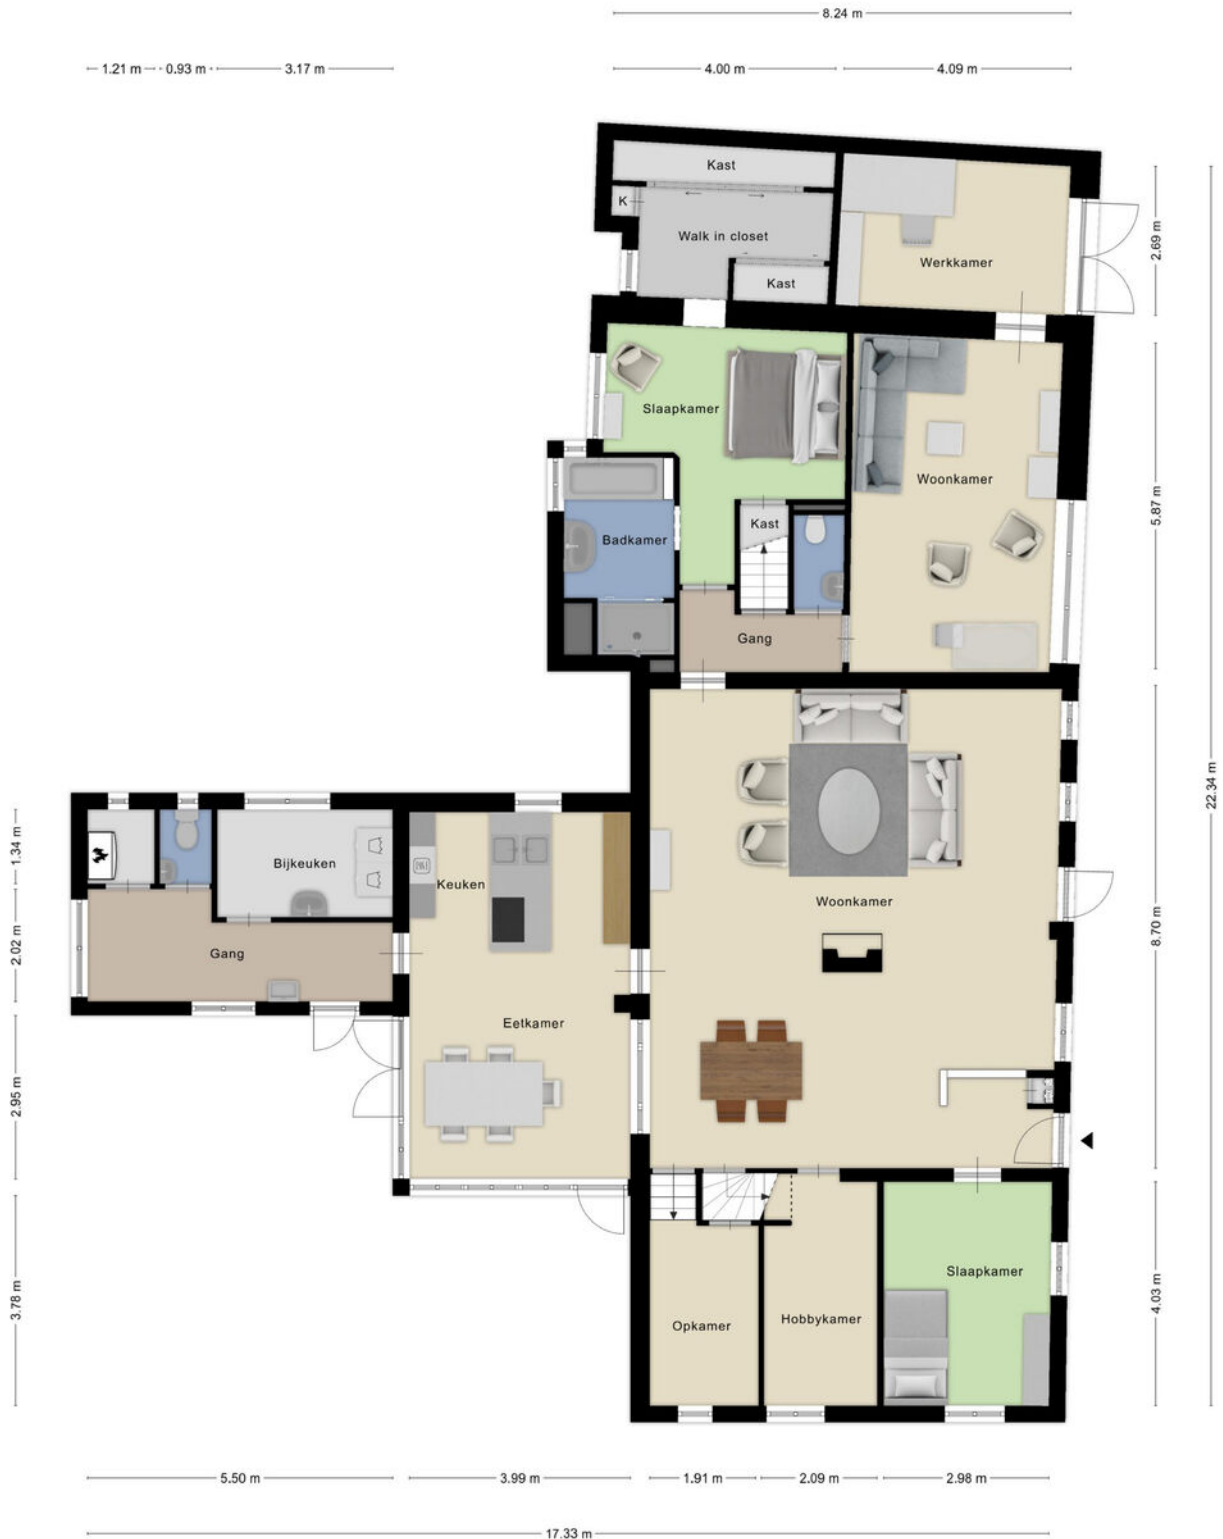 8.24 m
1.21 m
0.93 m
3.17 m
4.00 m
4.09 m
Kast
K
Walk in closet
Kast
Werkkamer
2.69 m
Slaapkamer
Woonkamer
5.87 m
Kast
Badkamer
Gang
22.34 m
1.34 m
Bijkeuken
Keuken
Woonkamer
8.70 m
2.02 m
Gang
Eetkamer
2.95 m
3.78 m
Slaapkamer
4.03 m
Opkamer
Hobbykamer
5.50 m
3.99 m
1.91 m
2.09 m
2.98 m
17.33 m